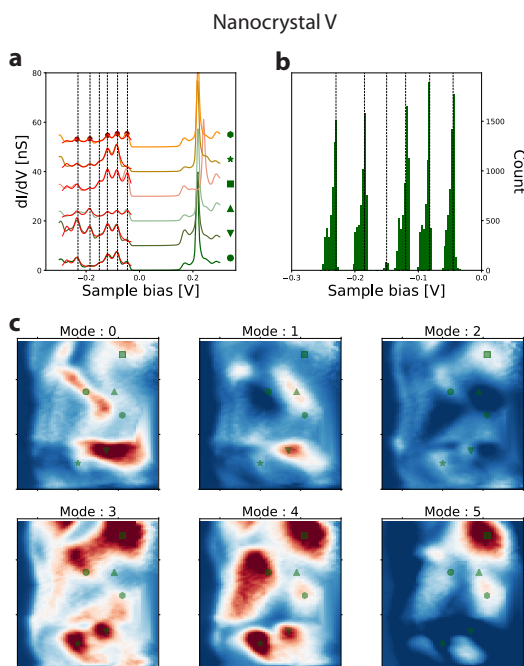 Nanocrystal V
a
b
80
60
40
20
0
dI/dV [nS]
−0.2
0.0
0.2
Sample bias [V]
1500
1000
500
0
Count
−0.3
−0.2
−0.1
−0.0
Sample bias [V]
c
Mode : 0
Mode : 1
Mode : 2
Mode : 3
Mode : 4
Mode : 5